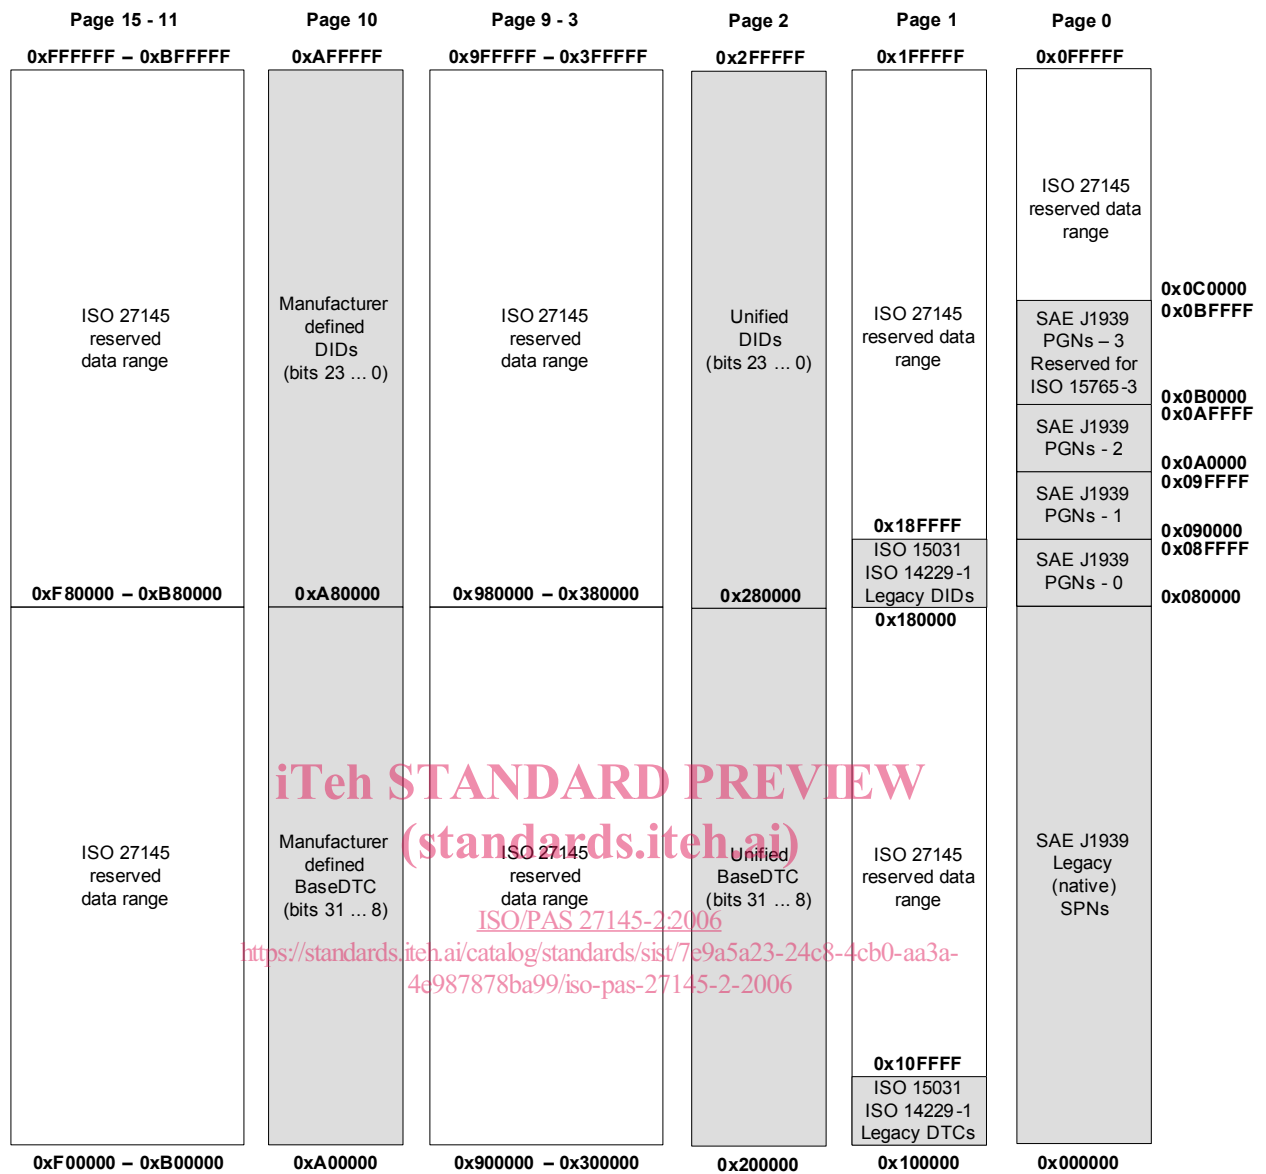 Page 15 - 11
0xFFFFFF – 0xBFFFFF
ISO 27145
reserved
data range
0xF80000 – 0xB80000
ISO 27145
reserved
data range
0xF00000 – 0xB00000
Page 10
0xAFFFFF
Manufacturer
defined
DIDs
(bits 23 ... 0)
0xA80000
Manufacturer
defined
BaseDTC
(bits 31 ... 8)
0xA00000
Page 9 - 3
0x9FFFFF – 0x3FFFFF
ISO 27145
reserved
data range
0x980000 – 0x380000
ISO 27145
reserved
data range
0x900000 – 0x300000
Page 2
0x2FFFFF
Unified
DIDs
(bits 23 ... 0)
0x280000
Unified
BaseDTC
(bits 31 ... 8)
0x200000
Page 1
0x1FFFFF
ISO 27145
reserved data
range
0x18FFFF
ISO 15031
ISO 14229-1
Legacy DIDs
0x180000
ISO 27145
reserved data
range
0x10FFFF
ISO 15031
ISO 14229-1
Legacy DTCs
0x100000
Page 0
0x0FFFFF
ISO 27145
reserved data
range
0x0C0000
0x0BFFFF
SAE J1939
PGNs – 3
Reserved for
ISO 15765-3
0x0B0000
0x0AFFFF
SAE J1939
PGNs - 2
0x0A0000
0x09FFFF
SAE J1939
PGNs - 1
0x090000
0x08FFFF
SAE J1939
PGNs - 0
0x080000
SAE J1939
Legacy
(native)
SPNs
0x000000
iTeh STANDARD PREVIEW
(standards.iteh.ai)
ISO/PAS 27145-2:2006
https://standards.iteh.ai/catalog/standards/sist/7e9a5a23-24c8-4cb0-aa3a-
4e987878ba99/iso-pas-27145-2-2006